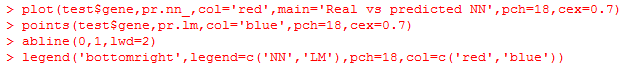 > plot(test$gene,pr.nn_,col='red',main='Real vs predicted NN',pch=18,cex=0.7)
> points(test$gene,pr.lm,col='blue',pch=18,cex=0.7)
> abline(0,1,lwd=2)
> legend('bottomright',legend=c('NN','LM'),pch=18,col=c('red','blue'))